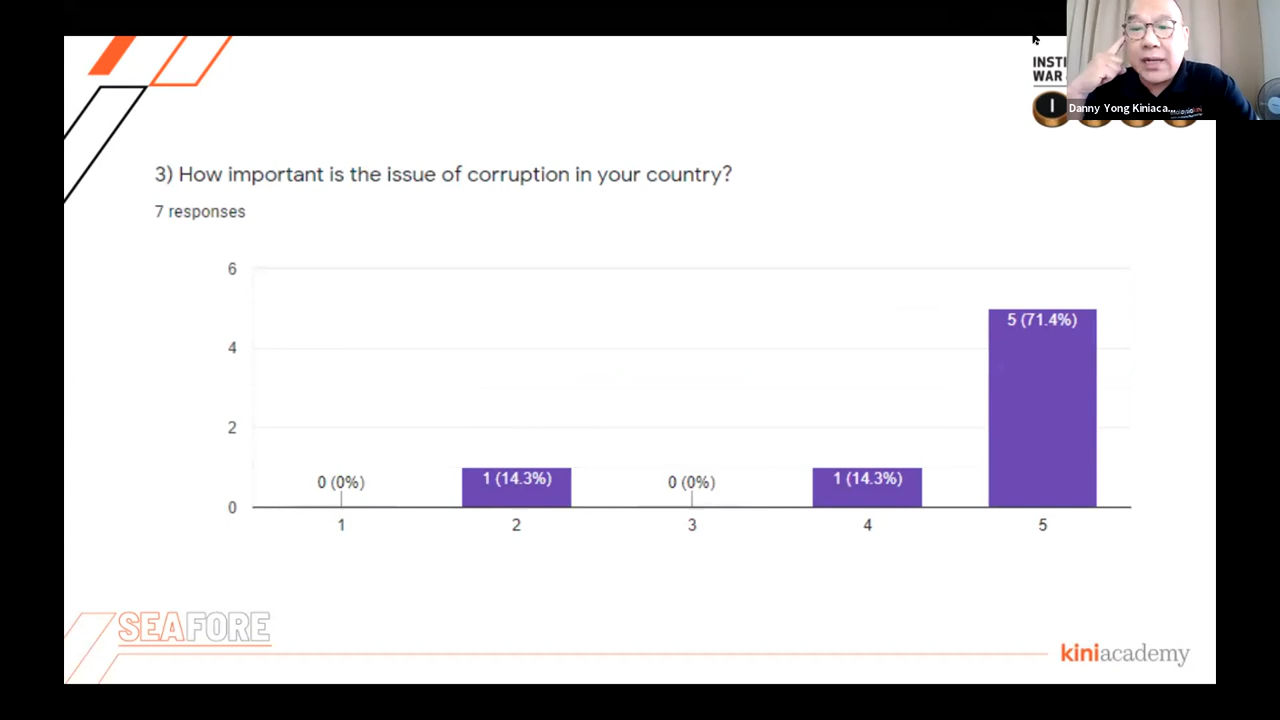 INSTI
WAR
I
Danny Yong Kiniaca...
3) How important is the issue of corruption in your country?
7 responses
6
4
2
0
0 (0%)
1 (14.3%)
0 (0%)
1 (14.3%)
5 (71.4%)
1
2
3
4
5
SEAFORE
kiniacademy